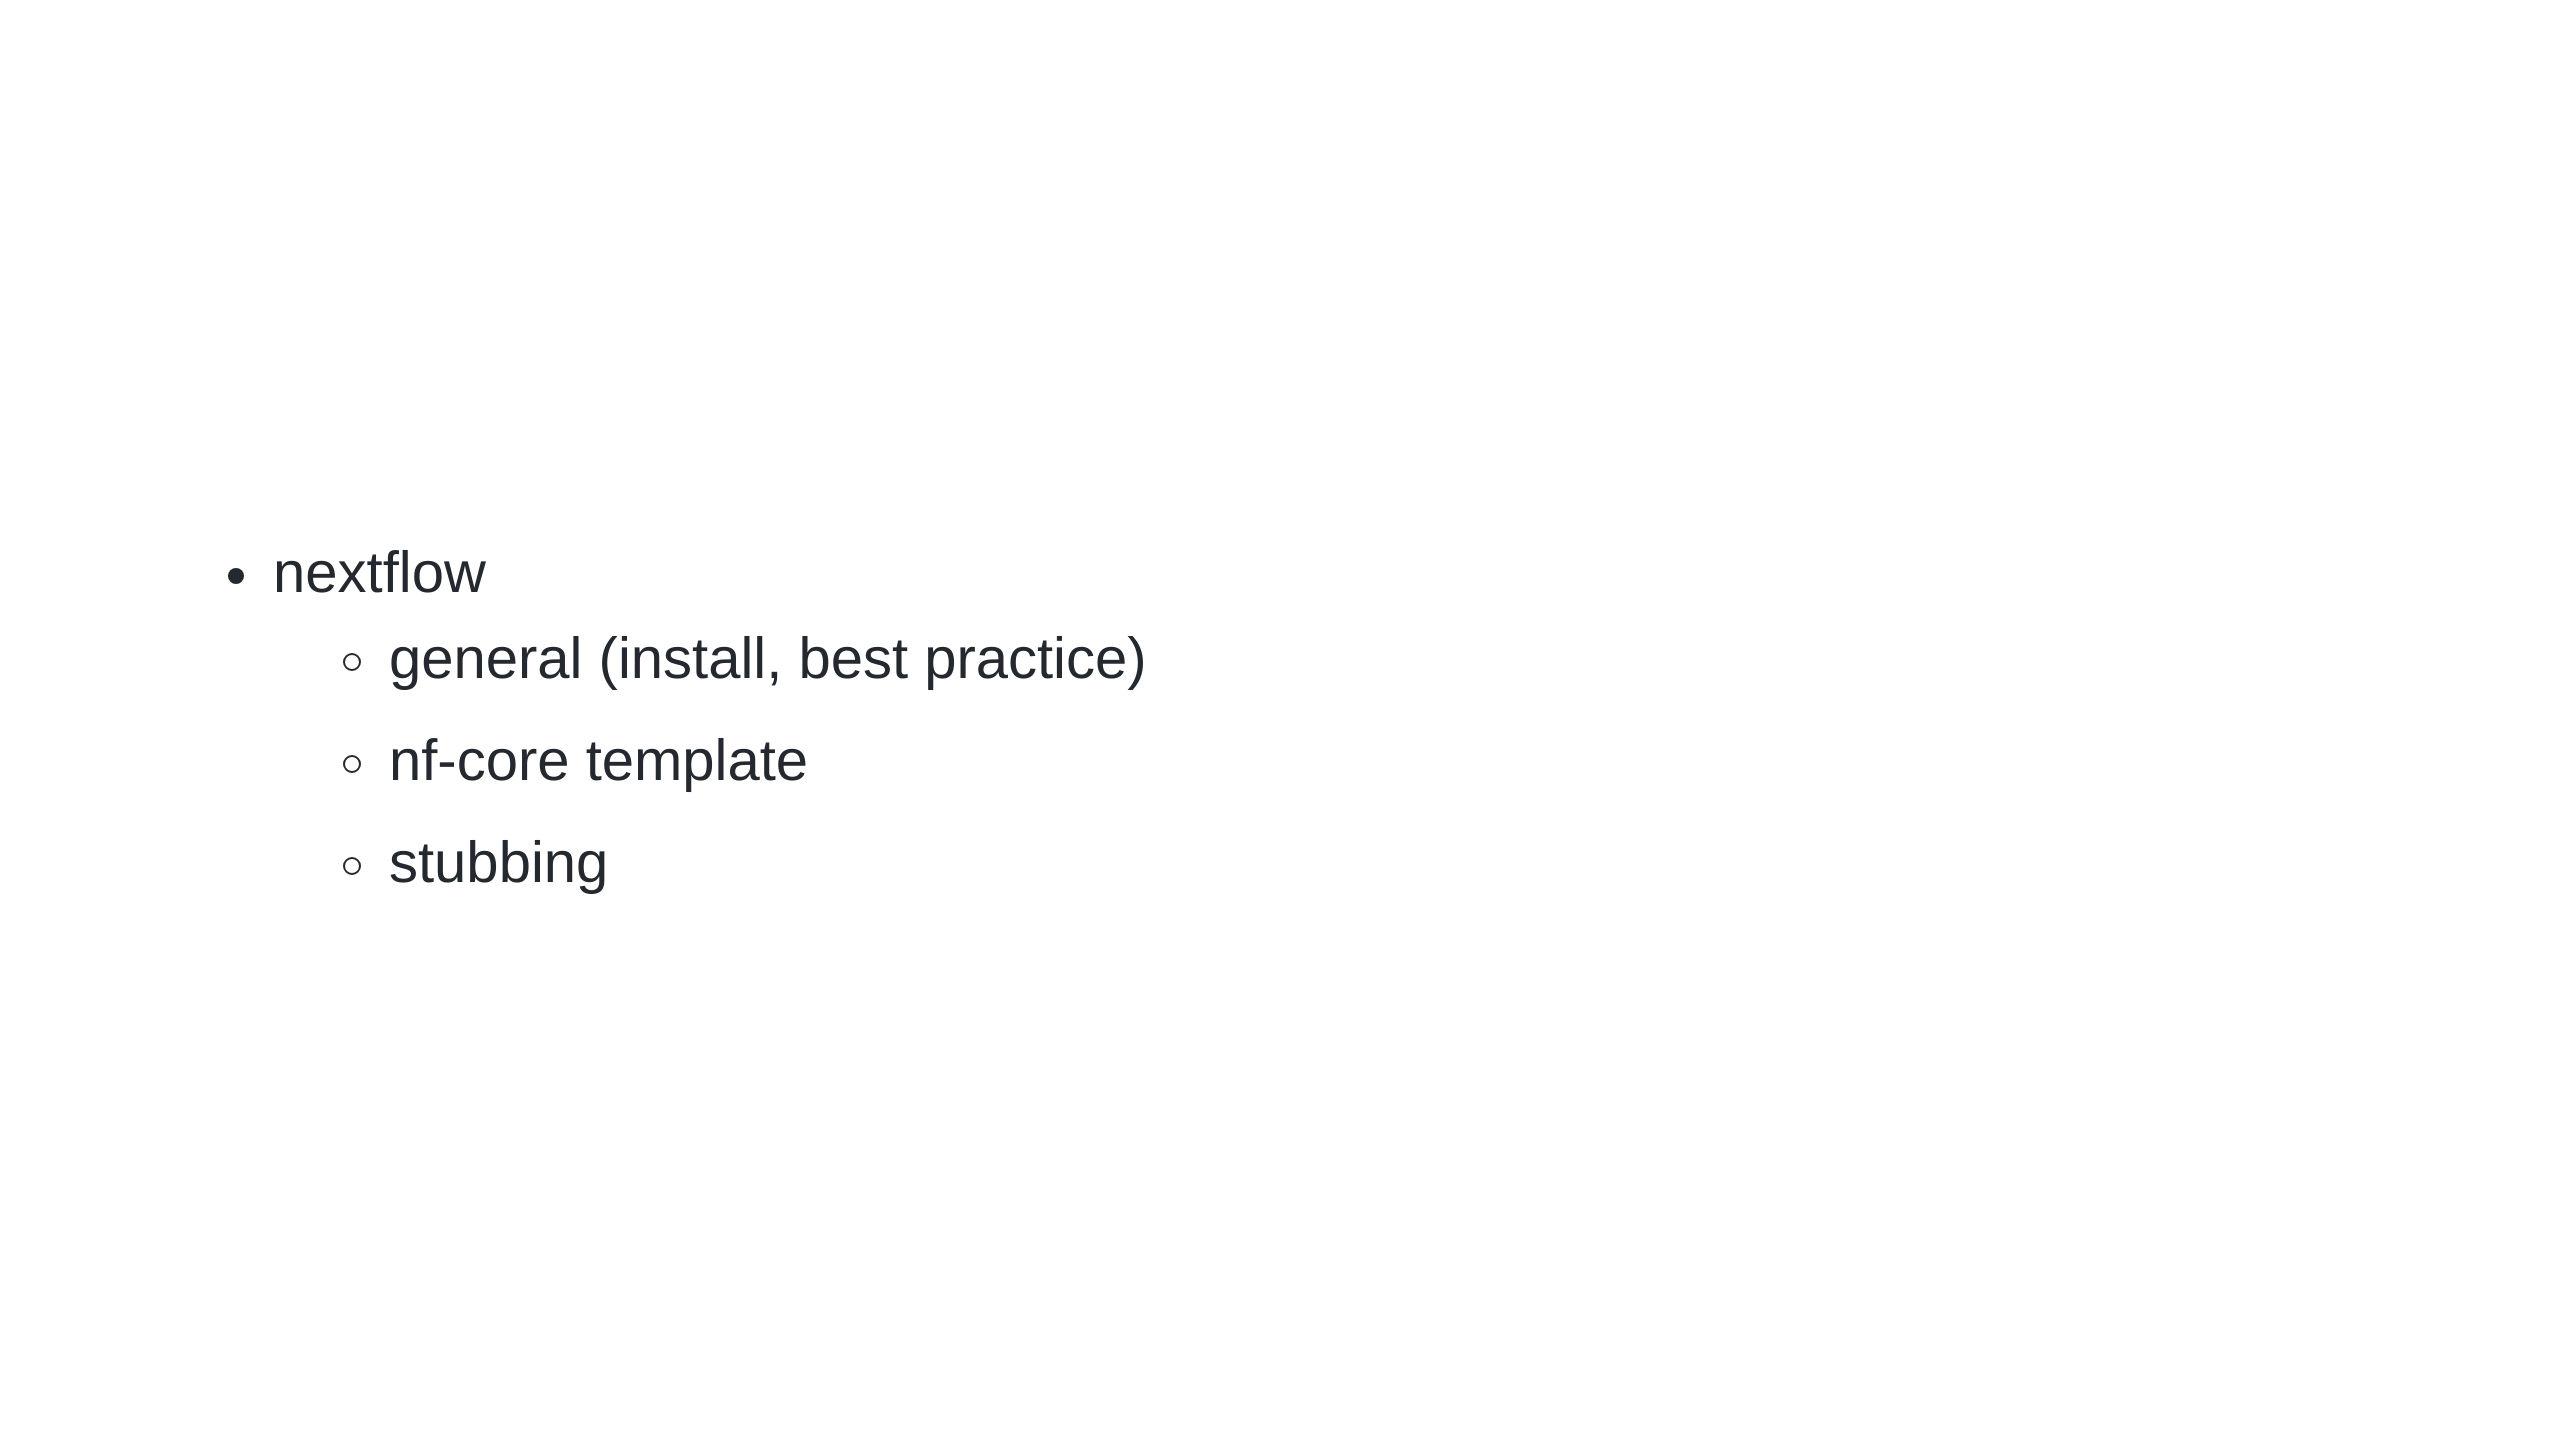 nextflow
general (install, best practice)
nf-core template
stubbing